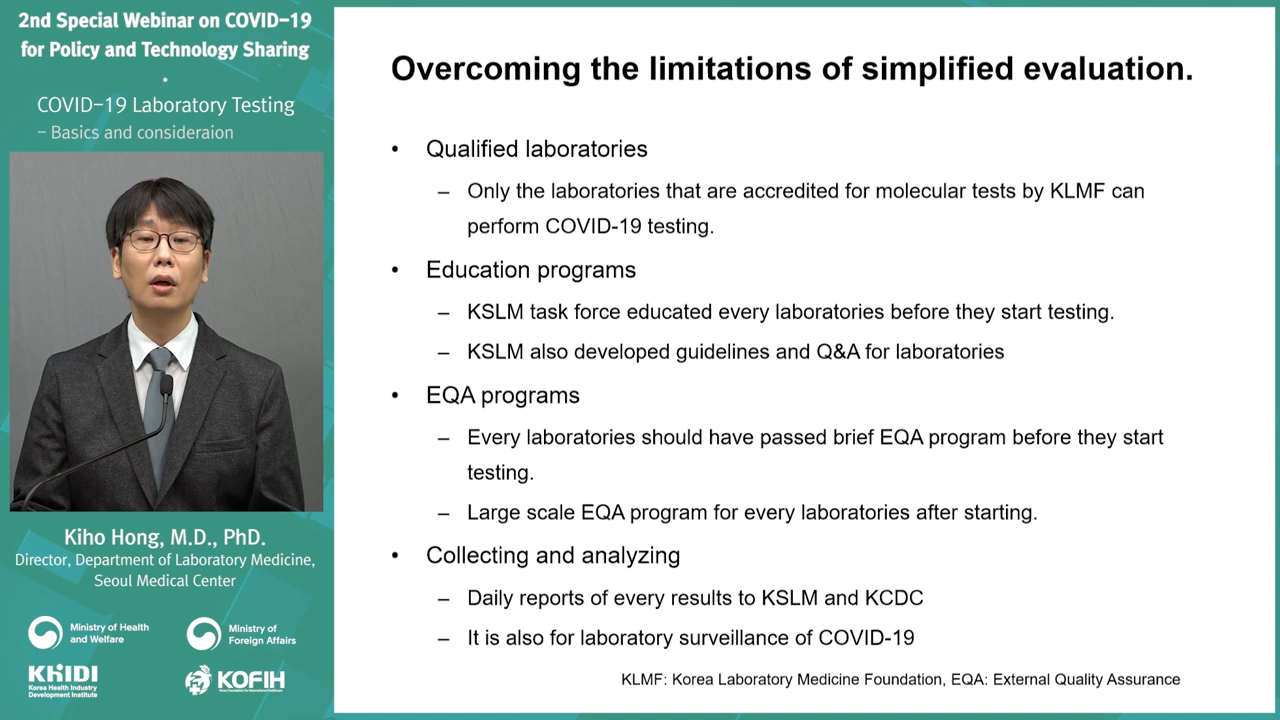 2nd Special Webinar on COVID-19
for Policy and Technology Sharing
COVID-19 Laboratory Testing
- Basics and consideraion
Kiho Hong, M.D., PhD.
Director, Department of Laboratory Medicine,
Seoul Medical Center
Ministry of Health
and Welfare
Ministry of
Foreign Affairs
KHIDI
Korea Health Industry
Development Institute
KOFIH
Korea Foundation for International Healthcare
Overcoming the limitations of simplified evaluation.
• Qualified laboratories
– Only the laboratories that are accredited for molecular tests by KLMF can
perform COVID-19 testing.
• Education programs
– KSLM task force educated every laboratories before they start testing.
– KSLM also developed guidelines and Q&A for laboratories
• EQA programs
– Every laboratories should have passed brief EQA program before they start
testing.
– Large scale EQA program for every laboratories after starting.
• Collecting and analyzing
– Daily reports of every results to KSLM and KCDC
– It is also for laboratory surveillance of COVID-19
KLMF: Korea Laboratory Medicine Foundation, EQA: External Quality Assurance